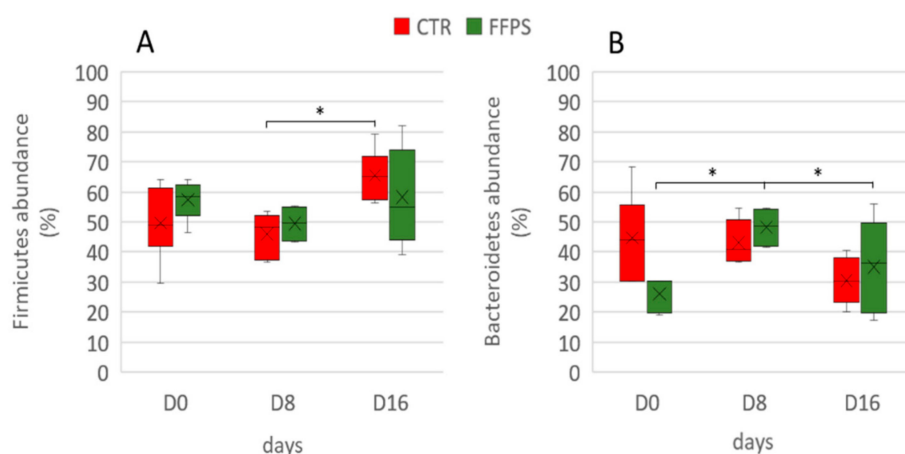 A
CTR FFPS
B
Firmicutes abundance
(%)
100
90
80
70
60
50
40
30
20
10
0
*
D0 D8 D16
days
Bacteroidetes abundance
(%)
100
90
80
70
60
50
40
30
20
10
0
* *
D0 D8 D16
days